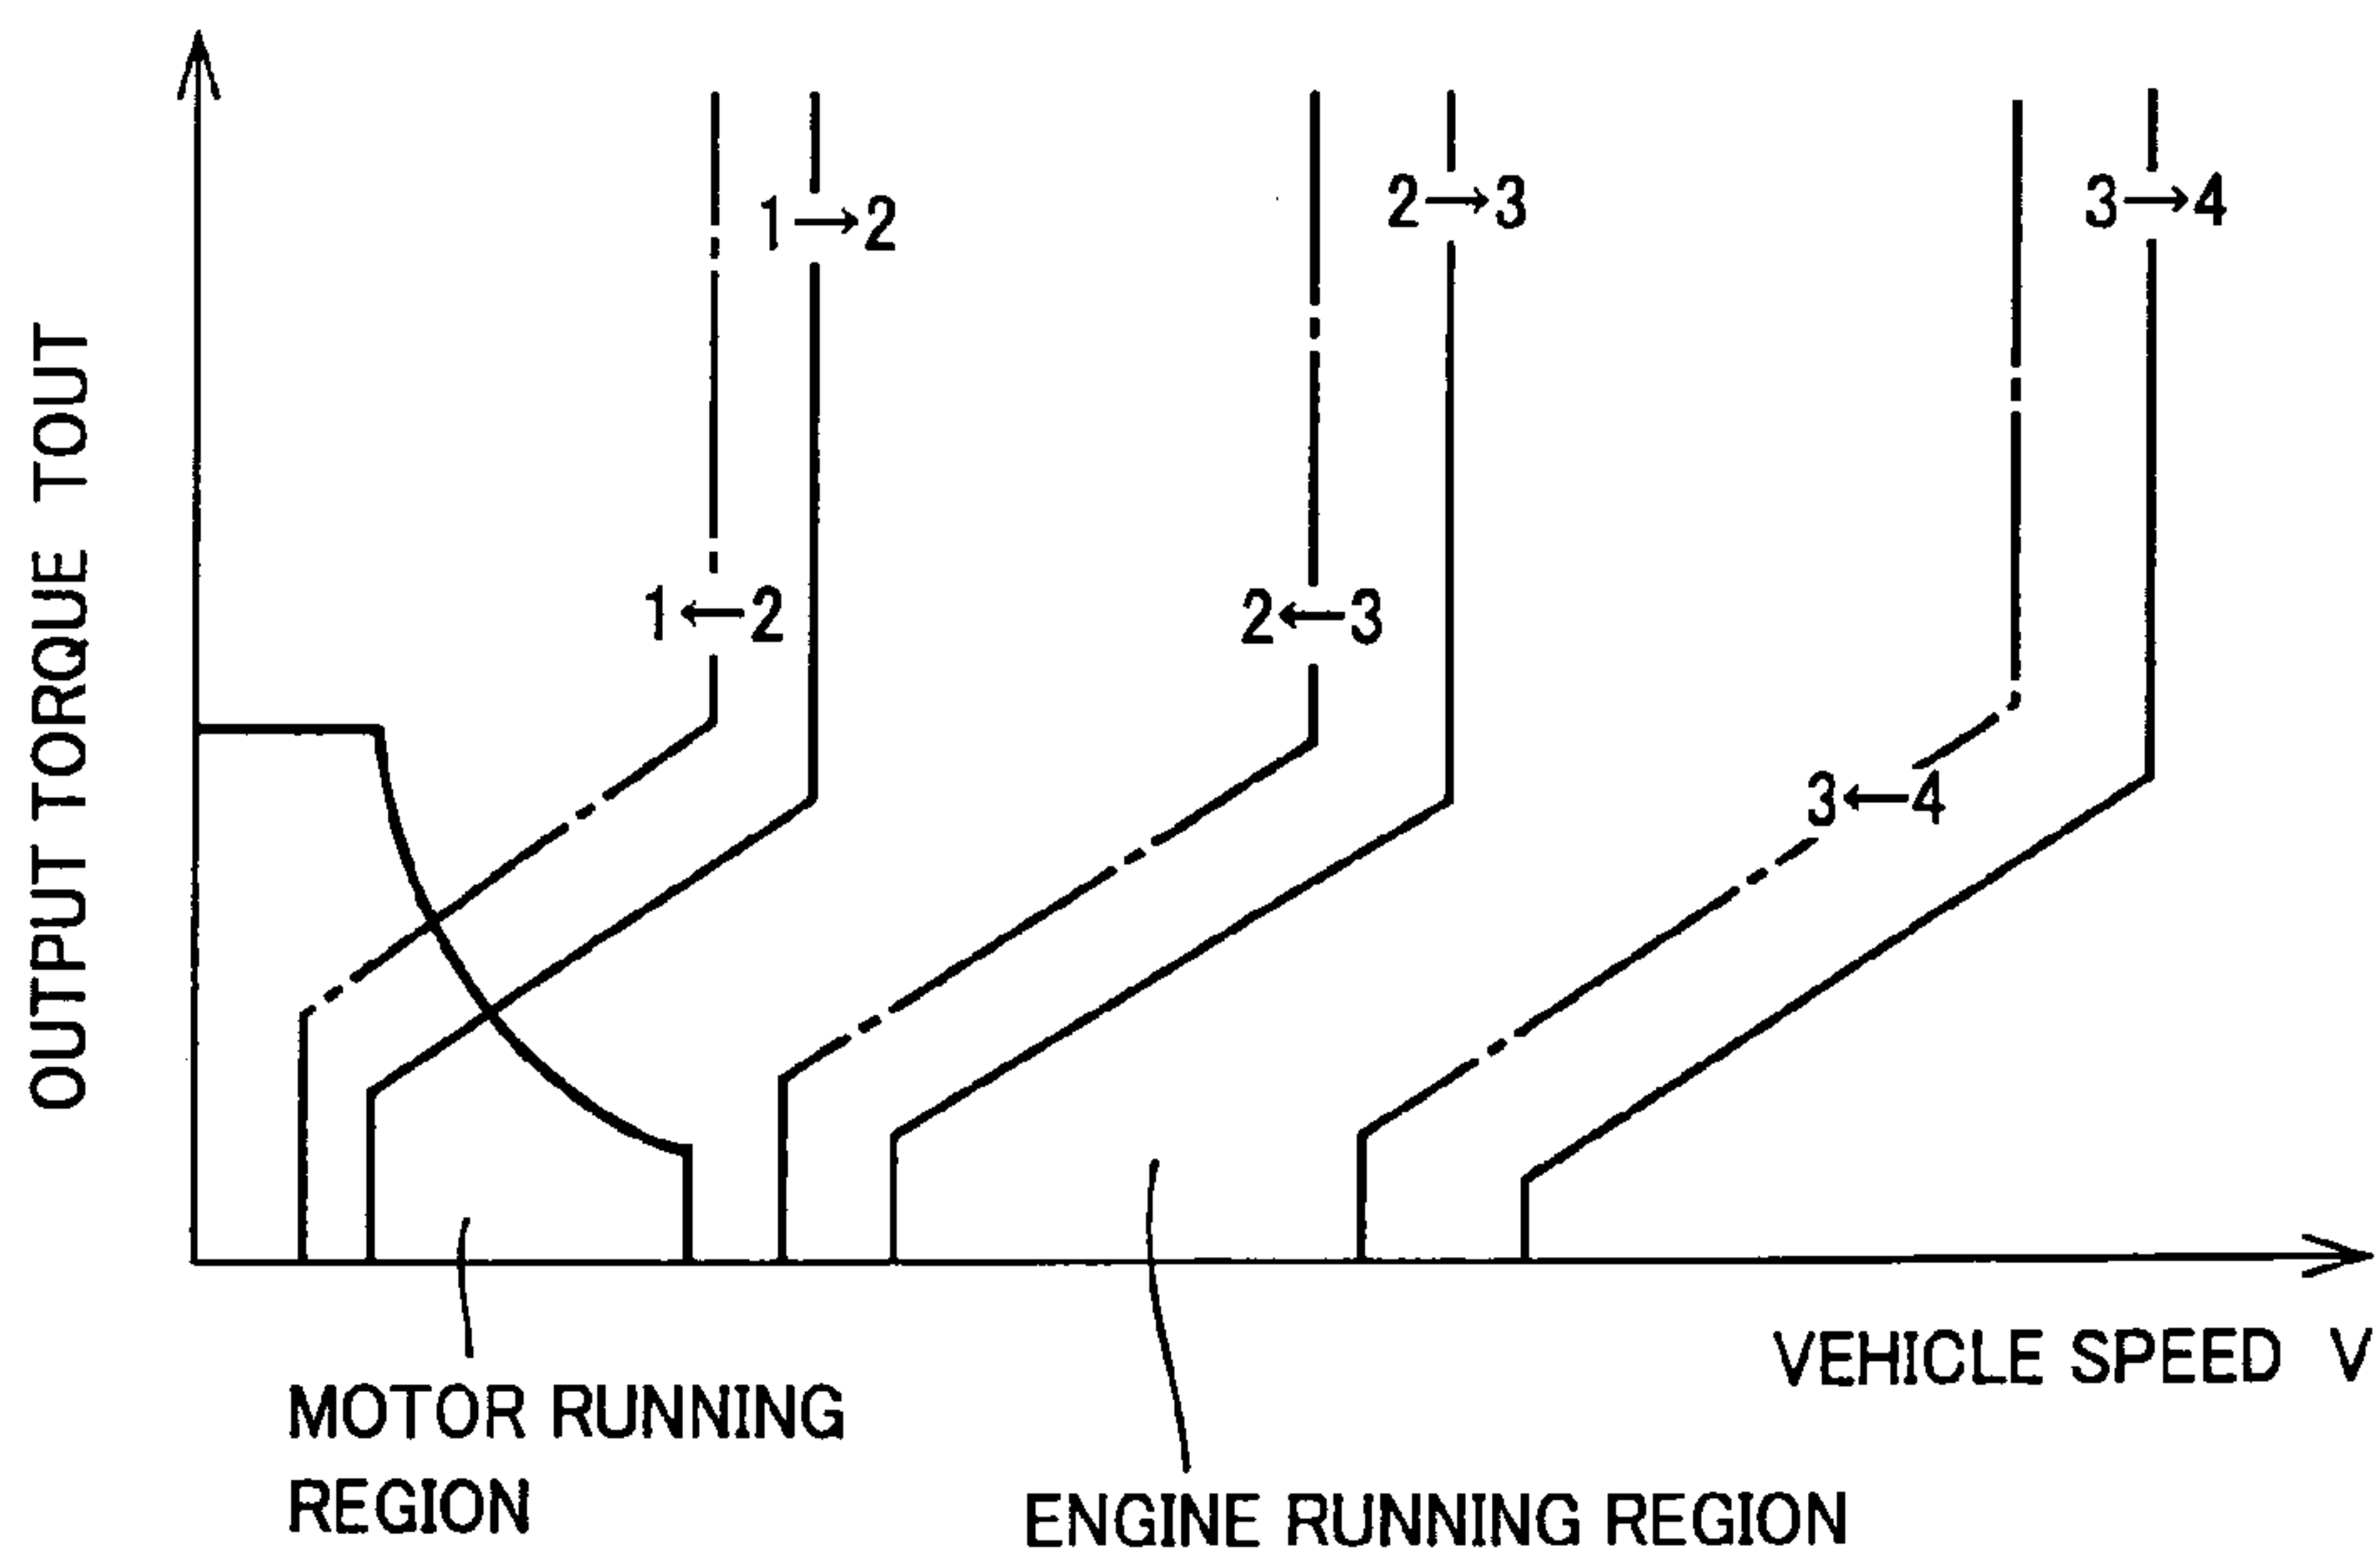 OUTPUT TORQUE TOUT
1→2
2→3
3→4
1←2
2←3
3←4
VEHICLE SPEED V
MOTOR RUNNING
REGION
ENGINE RUNNING REGION